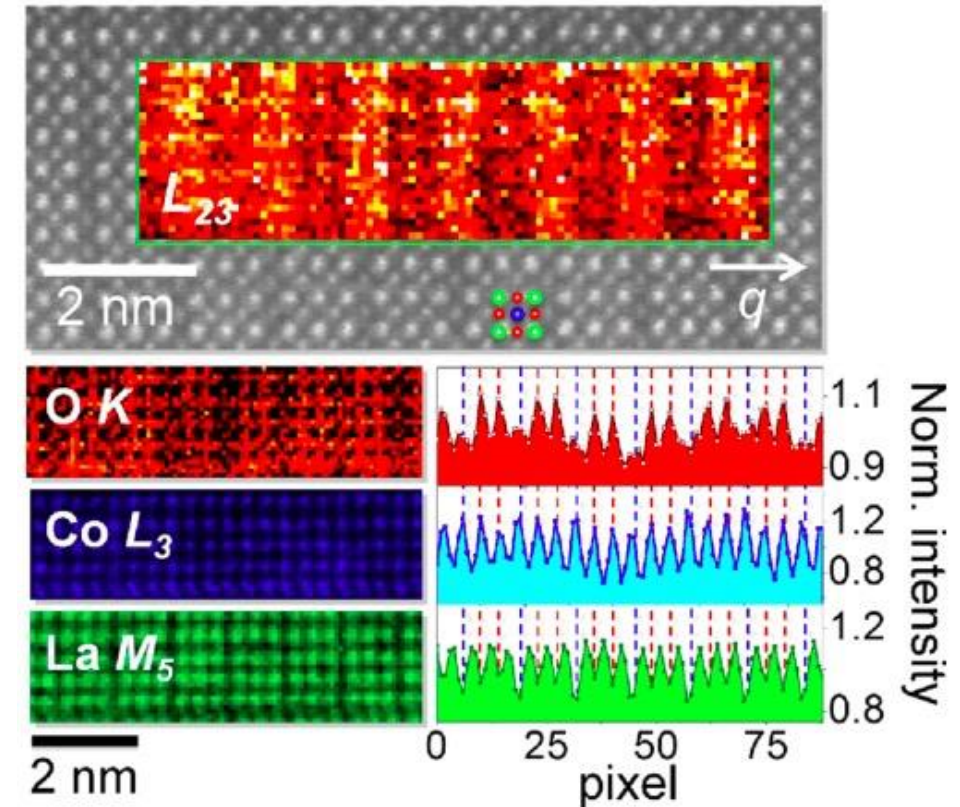 L23
2 nm
q
O K
Co L3
La M5
2 nm
1.1
0.9
1.2
0.8
1.2
0.8
0 25 50 75
pixel
Norm. intensity